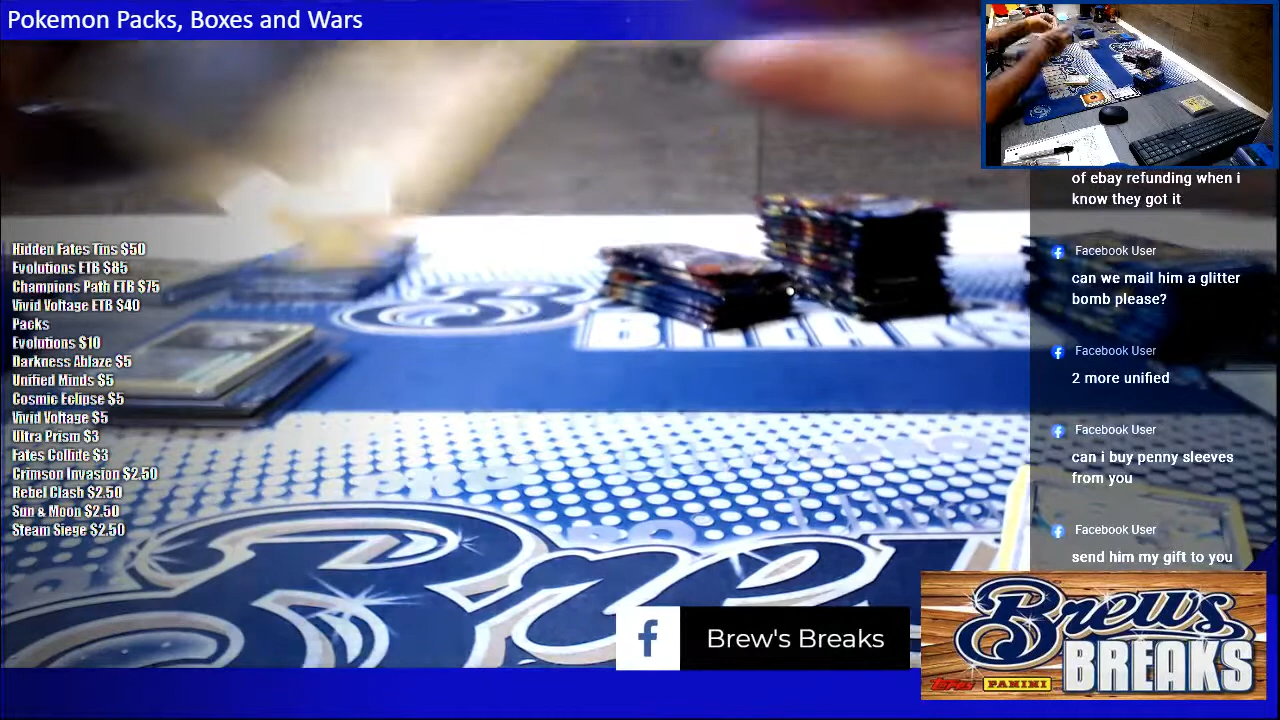 Pokemon Packs, Boxes and Wars
Hidden Fates Tins $50
Evolutions ETB $85
Champions Path ETB $75
Vivid Voltage ETB $40
Packs
Evolutions $10
Darkness Ablaze $5
Unified Minds $5
Cosmic Eclipse $5
Vivid Voltage $5
Ultra Prism $3
Fates Collide $3
Crimson Invasion $2.50
Rebel Clash $2.50
Sun & Moon $2.50
Steam Siege $2.50
BREAKS
of ebay refunding when i
know they got it
Facebook User
can we mail him a glitter
bomb please?
Facebook User
2 more unified
Facebook User
can i buy penny sleeves
from you
Facebook User
send him my gift to you
Brew's Breaks
Brew's
BREAKS
Topps PANINI